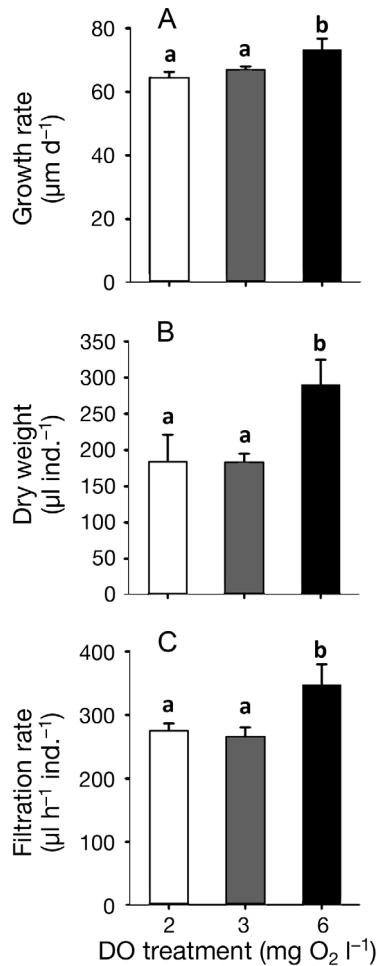 A
80
60
40
20
0
Growth rate
(µm d⁻¹)
a
a
b
B
350
300
250
200
150
100
50
0
Dry weight
(µl ind.⁻¹)
a
a
b
C
400
300
200
100
0
Filtration rate
(µl h⁻¹ ind.⁻¹)
a
a
b
2 3 6
DO treatment (mg O₂ l⁻¹)